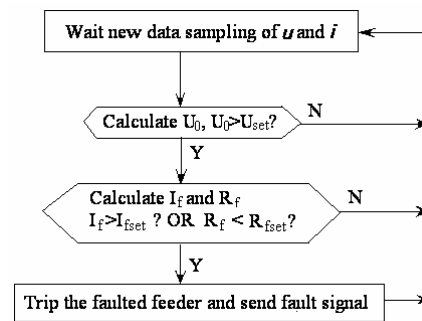 Wait new data sampling of u and i
Calculate U0, U0>Uset?
N
Y
Calculate If and Rf
If>Ifset ? OR Rf < Rfset?
N
Y
Trip the faulted feeder and send fault signal